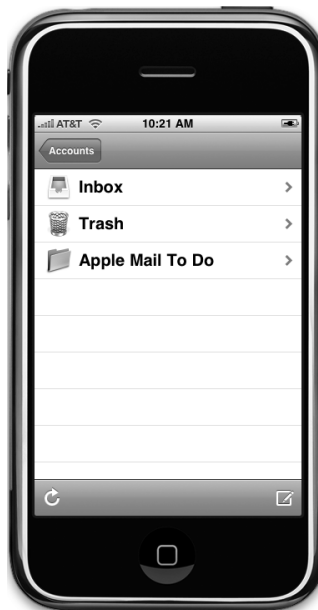 AT&T 10:21 AM
Accounts
Inbox
Trash
Apple Mail To Do